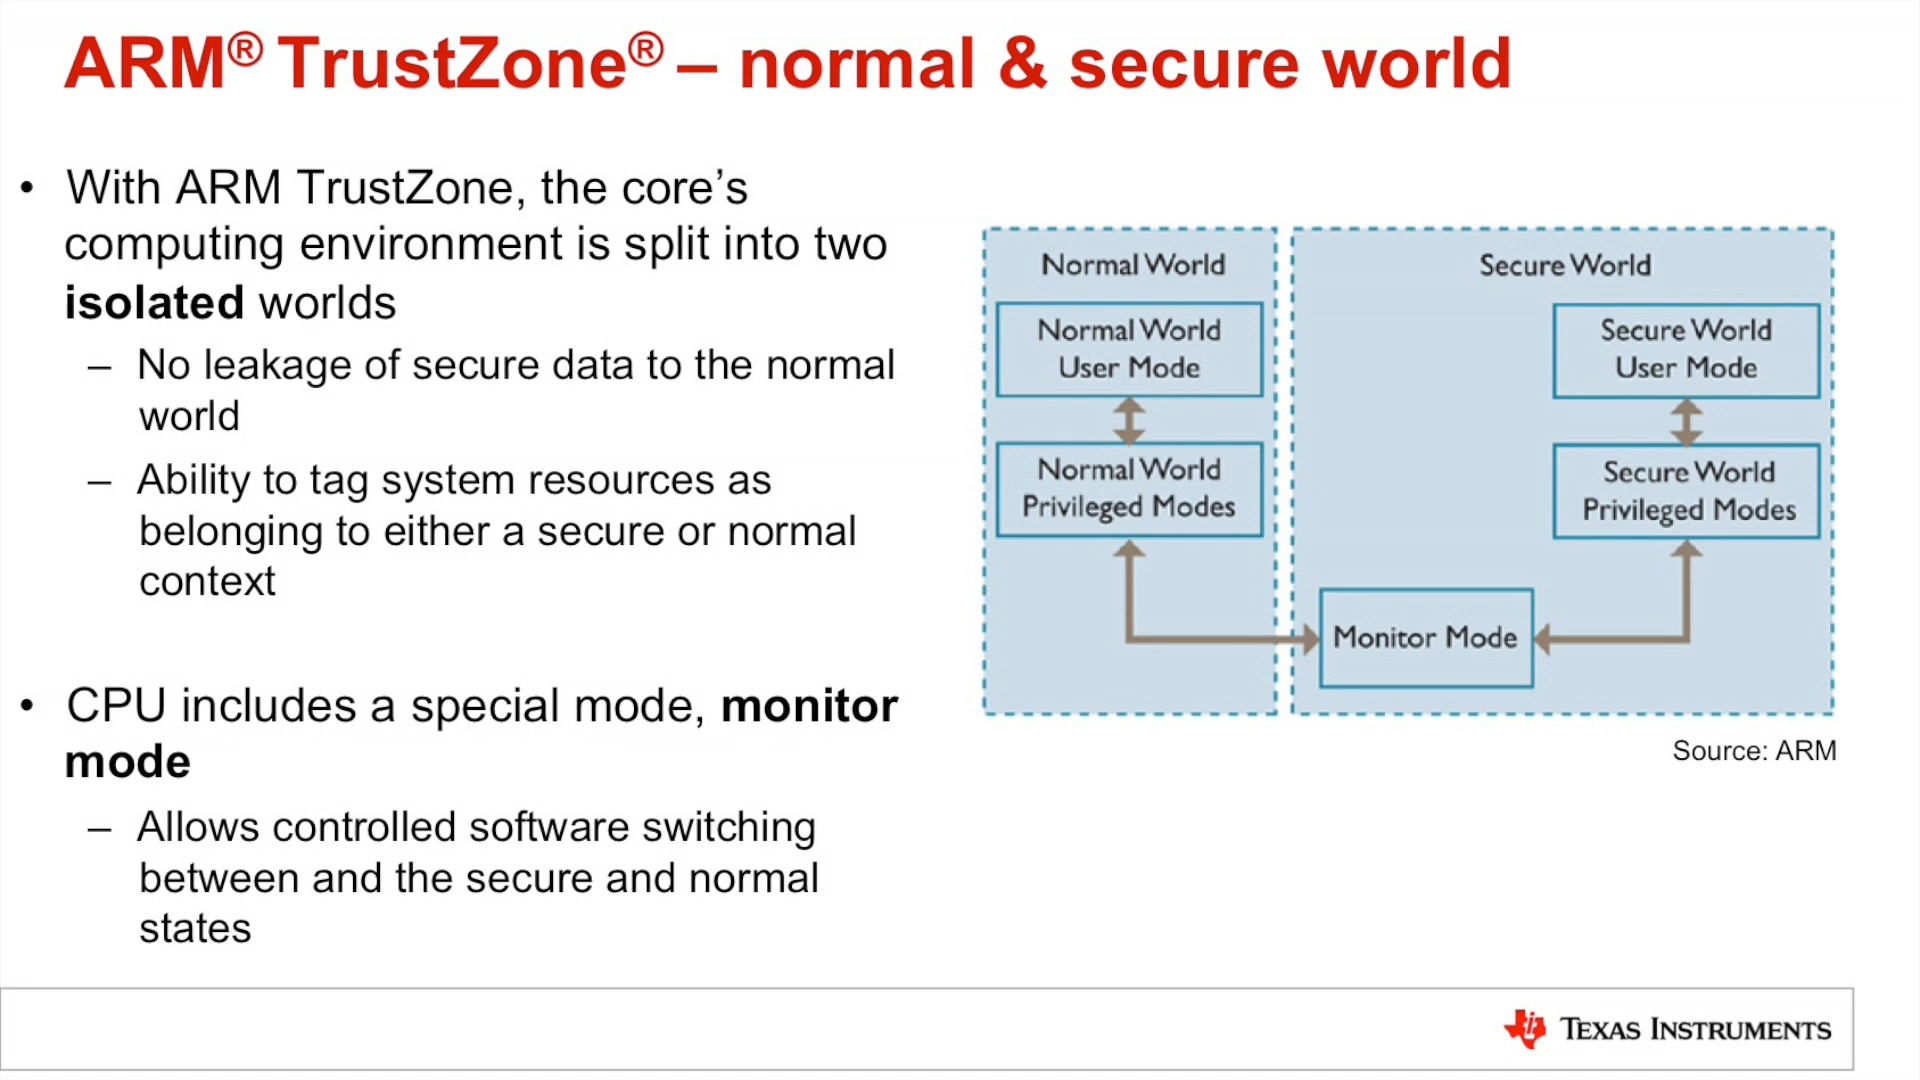 ARM® TrustZone® – normal & secure world
• With ARM TrustZone, the core’s
computing environment is split into two
isolated worlds
– No leakage of secure data to the normal
world
– Ability to tag system resources as
belonging to either a secure or normal
context
• CPU includes a special mode, monitor
mode
– Allows controlled software switching
between and the secure and normal
states
Normal World
Normal World
User Mode
Normal World
Privileged Modes
Secure World
Secure World
User Mode
Secure World
Privileged Modes
Monitor Mode
Source: ARM
TEXAS INSTRUMENTS